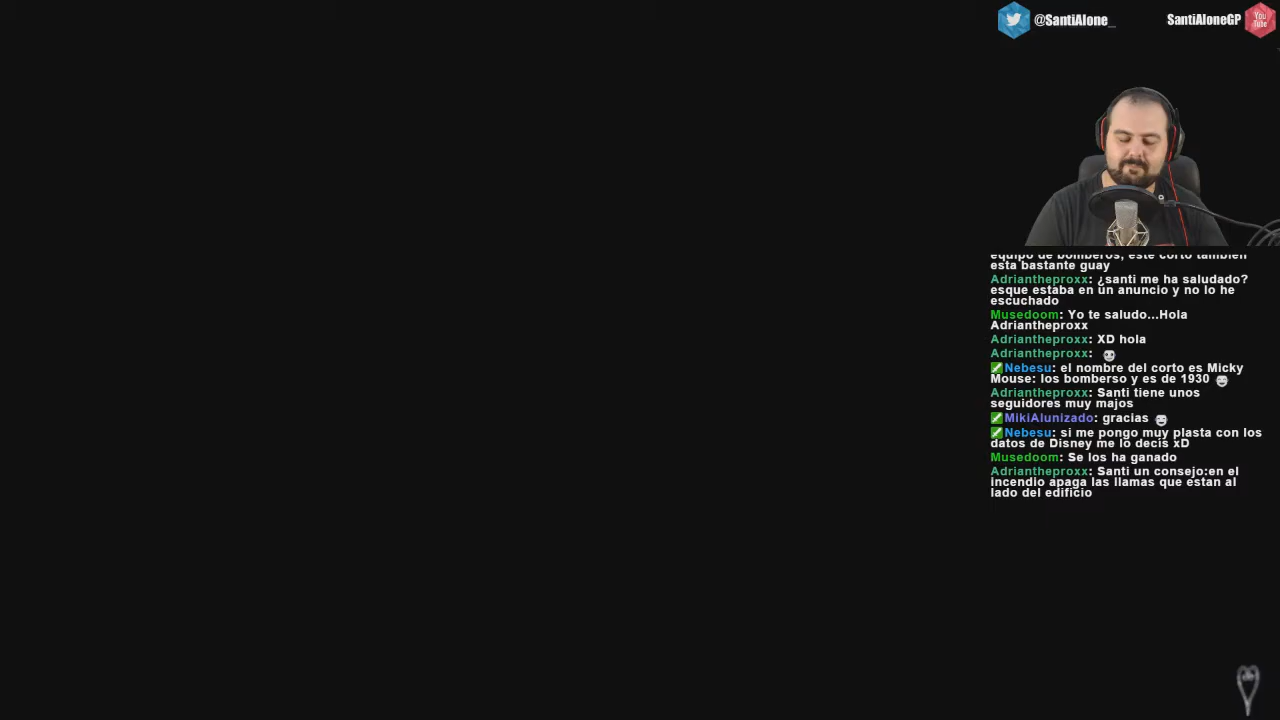 @SantiAlone_
SantiAloneGP
You
Tube
equipo de bomberos, este corto tambien
esta bastante guay
Adriantheproxx: ¿santi me ha saludado?
esque estaba en un anuncio y no lo he
escuchado
Musedoom: Yo te saludo...Hola
Adriantheproxx
Adriantheproxx: XD hola
Adriantheproxx:
Nebesu: el nombre del corto es Micky
Mouse: los bomberso y es de 1930
Adriantheproxx: Santi tiene unos
seguidores muy majos
MikiAlunizado: gracias
Nebesu: si me pongo muy plasta con los
datos de Disney me lo decis xD
Musedoom: Se los ha ganado
Adriantheproxx: Santi un consejo:en el
incendio apaga las llamas que estan al
lado del edificio